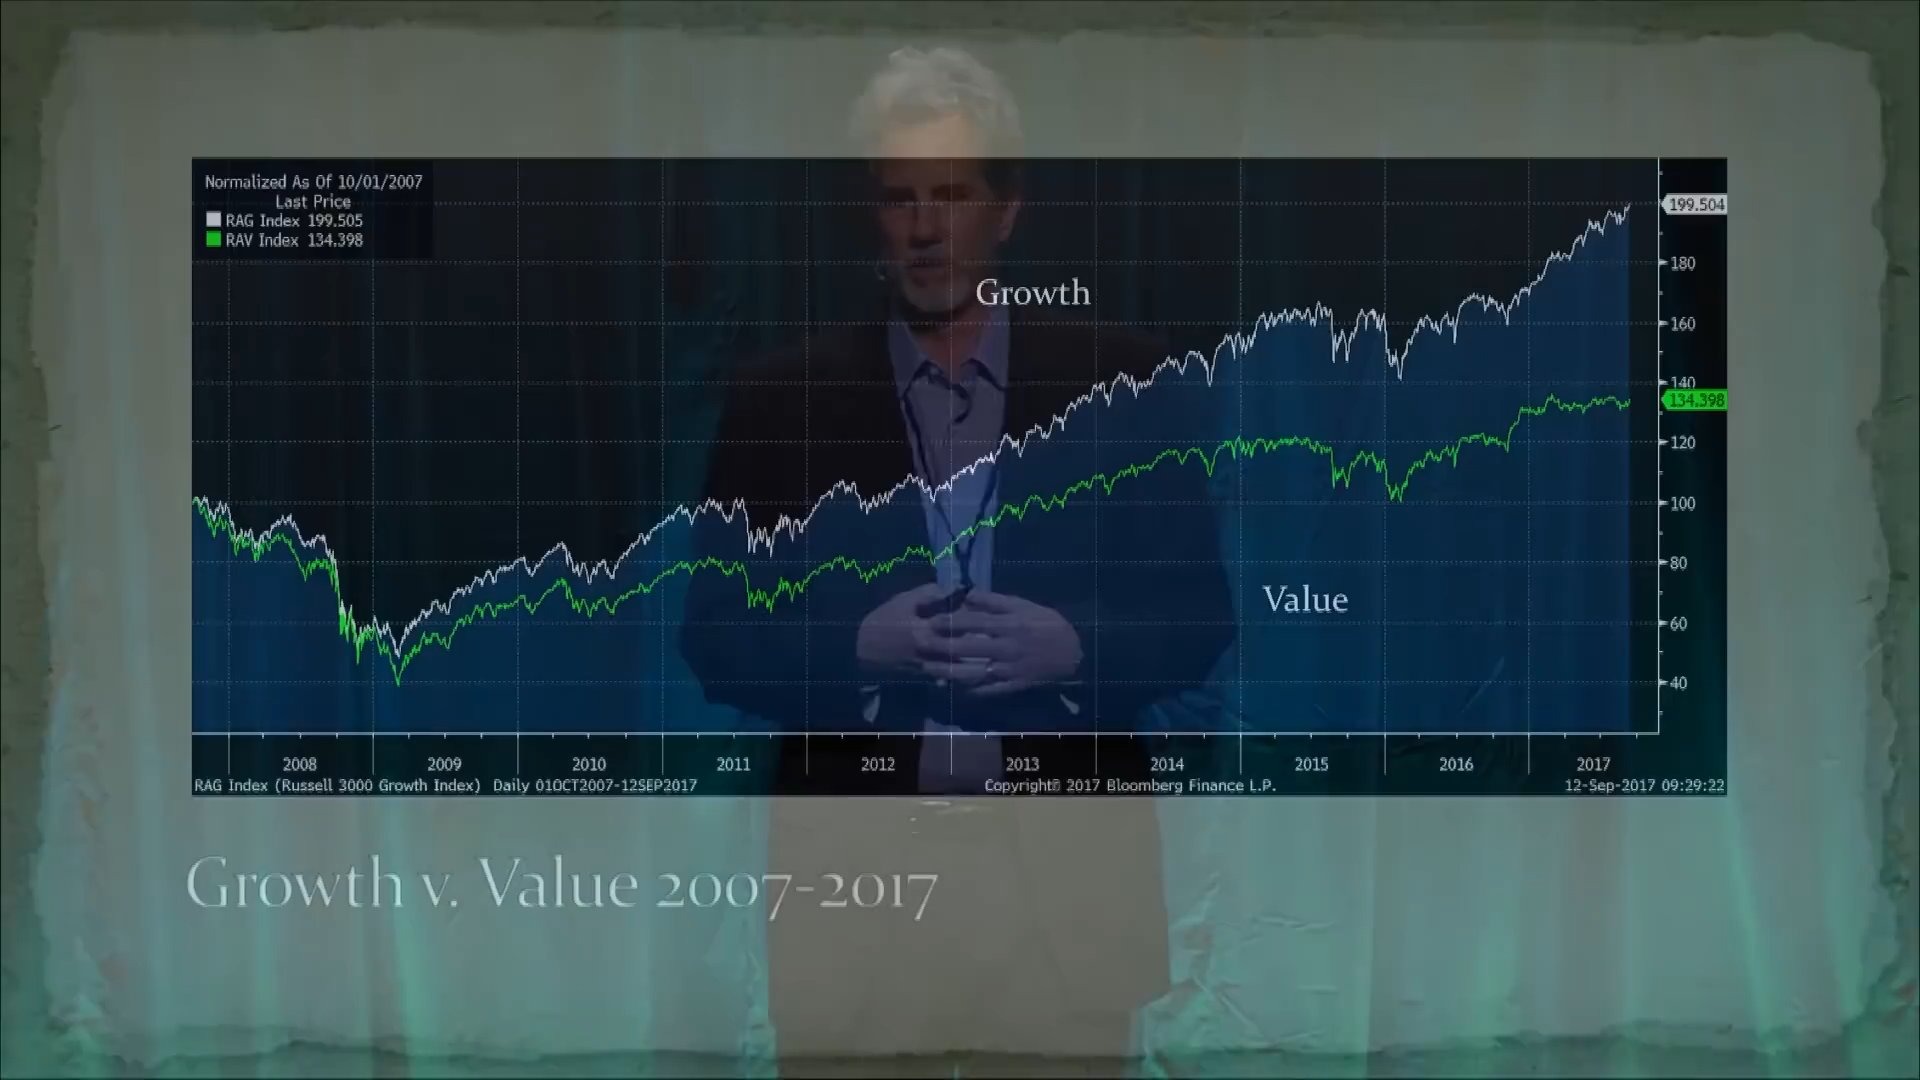 Normalized As Of 10/01/2007
Last Price
RAG Index 199.505
RAV Index 134.398
Growth
Value
199.504
180
160
140
134.398
120
100
80
60
40
2008 2009 2010 2011 2012 2013 2014 2015 2016 2017
RAG Index (Russell 3000 Growth Index) Daily 01OCT2007-12SEP2017 Copyright© 2017 Bloomberg Finance L.P. 12-Sep-2017 09:29:22
Growth v. Value 2007-2017